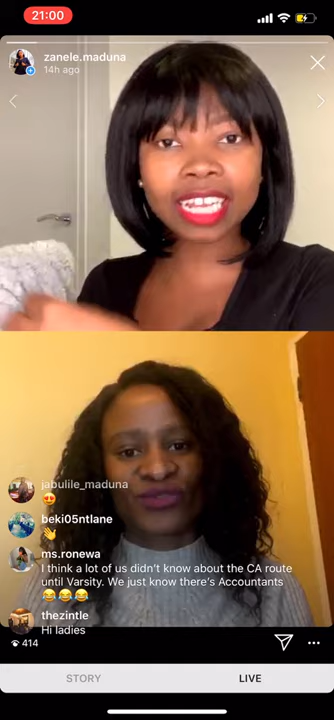 21:00
zanele.maduna
14h ago
jabulile_maduna
😍
beki05ntlane
👋
ms.ronewa
I think a lot of us didn't know about the CA route
until Varsity. We just know there's Accountants
😂😂😂
thezintle
Hi ladies
414
STORY LIVE